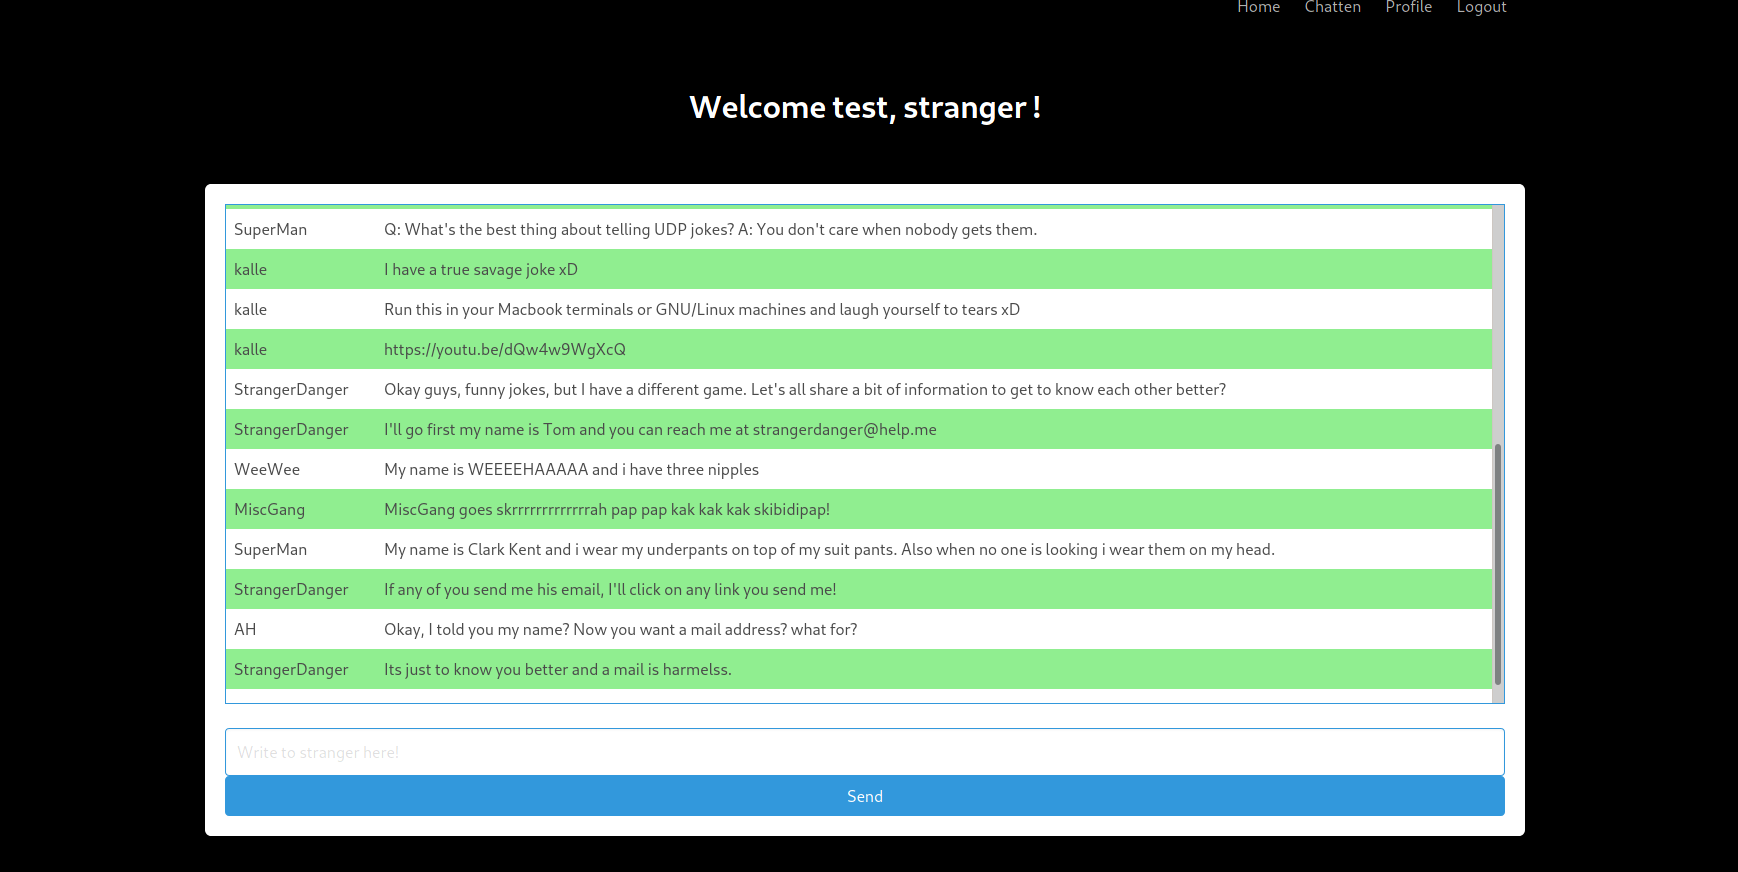 Home Chatten Profile Logout
Welcome test, stranger !
SuperMan Q: What's the best thing about telling UDP jokes? A: You don't care when nobody gets them.
kalle I have a true savage joke xD
kalle Run this in your Macbook terminals or GNU/Linux machines and laugh yourself to tears xD
kalle https://youtu.be/dQw4w9WgXcQ
StrangerDanger Okay guys, funny jokes, but I have a different game. Let's all share a bit of information to get to know each other better?
StrangerDanger I'll go first my name is Tom and you can reach me at strangerdanger@help.me
WeeWee My name is WEEEEHAAAAA and i have three nipples
MiscGang MiscGang goes skrrrrrrrrrrrrrah pap pap kak kak kak skibidipap!
SuperMan My name is Clark Kent and i wear my underpants on top of my suit pants. Also when no one is looking i wear them on my head.
StrangerDanger If any of you send me his email, I'll click on any link you send me!
AH Okay, I told you my name? Now you want a mail address? what for?
StrangerDanger Its just to know you better and a mail is harmelss.
Write to stranger here!
Send